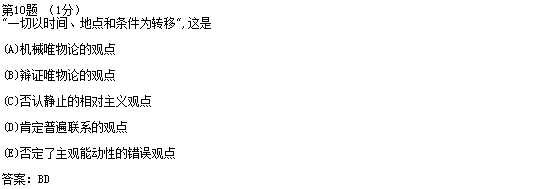 第10题 （1分）
"一切以时间、地点和条件为转移",这是
(A)机械唯物论的观点
(B)辩证唯物论的观点
(C)否认静止的相对主义观点
(D)肯定普遍联系的观点
(E)否定了主观能动性的错误观点
答案: BD